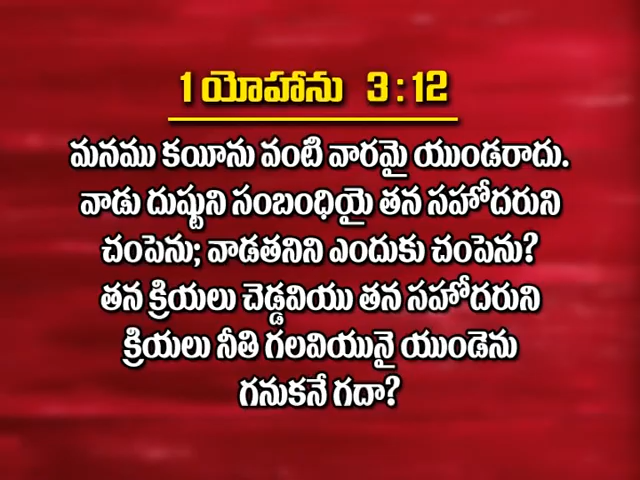 1 యోహాను 3 : 12
మనము కయీను వంటి వారమై యుండరాదు.
వాడు దుష్టుని సంబంధియై తన సహోదరుని
చంపెను; వాడతనిని ఎందుకు చంపెను?
తన క్రియలు చెడ్డవియు తన సహోదరుని
క్రియలు నీతి గలవియునై యుండెను
గనుకనే గదా?